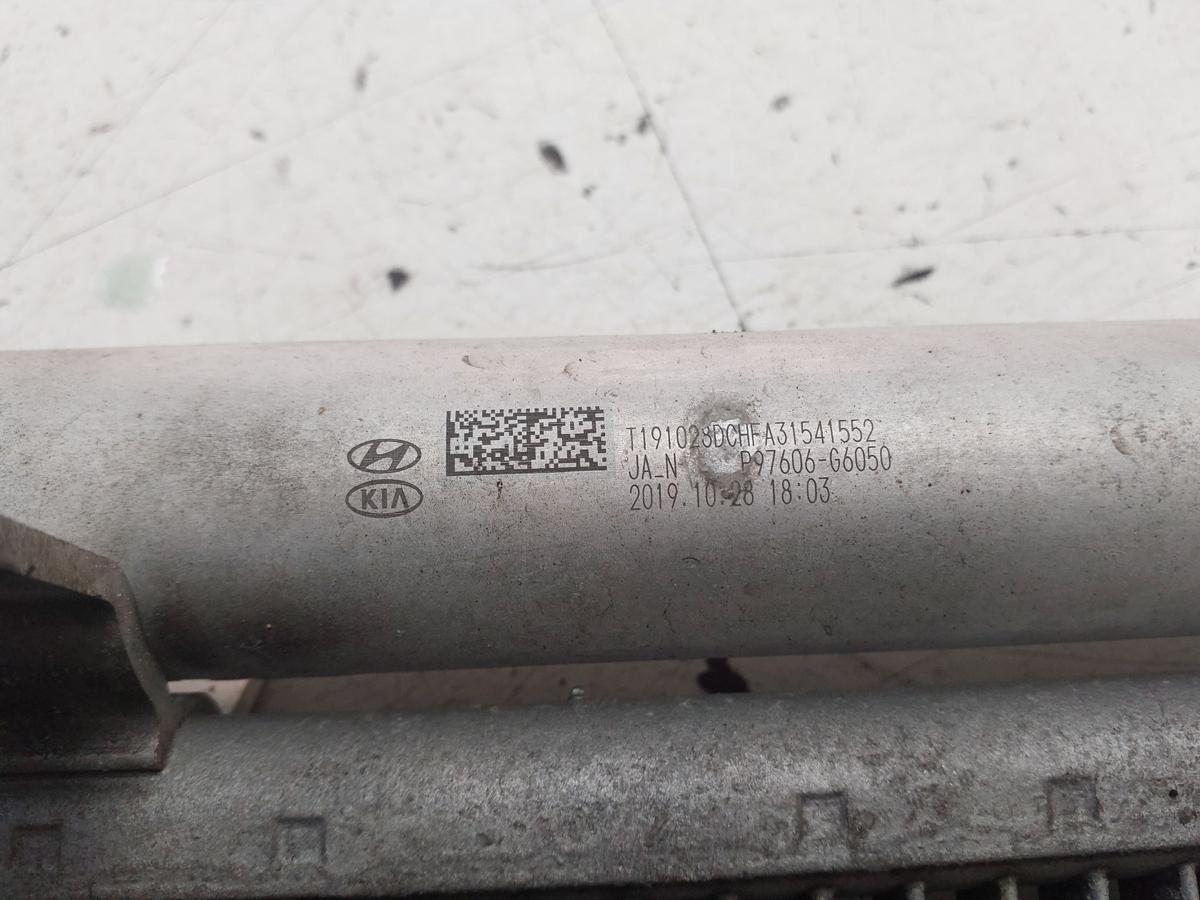 T191028DCHFA31541552
JA_N P97606-G6050
2019.10.28 18:03
KIA